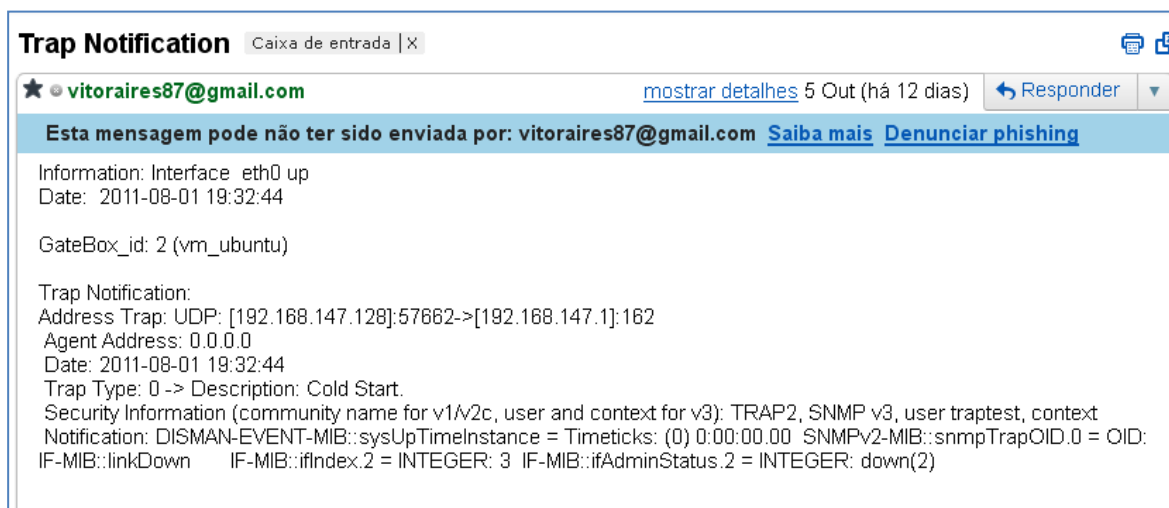 Trap Notification Caixa de entrada | X
vitoraires87@gmail.com mostrar detalhes 5 Out (há 12 dias) Responder
Esta mensagem pode não ter sido enviada por: vitoraires87@gmail.com Saiba mais Denunciar phishing
Information: Interface eth0 up
Date: 2011-08-01 19:32:44
GateBox_id: 2 (vm_ubuntu)
Trap Notification:
Address Trap: UDP: [192.168.147.128]:57662->[192.168.147.1]:162
Agent Address: 0.0.0.0
Date: 2011-08-01 19:32:44
Trap Type: 0 -> Description: Cold Start.
Security Information (community name for v1/v2c, user and context for v3): TRAP2, SNMP v3, user traptest, context
Notification: DISMAN-EVENT-MIB::sysUpTimeInstance = Timeticks: (0) 0:00:00.00 SNMPv2-MIB::snmpTrapOID.0 = OID:
IF-MIB::linkDown IF-MIB::ifIndex.2 = INTEGER: 3 IF-MIB::ifAdminStatus.2 = INTEGER: down(2)